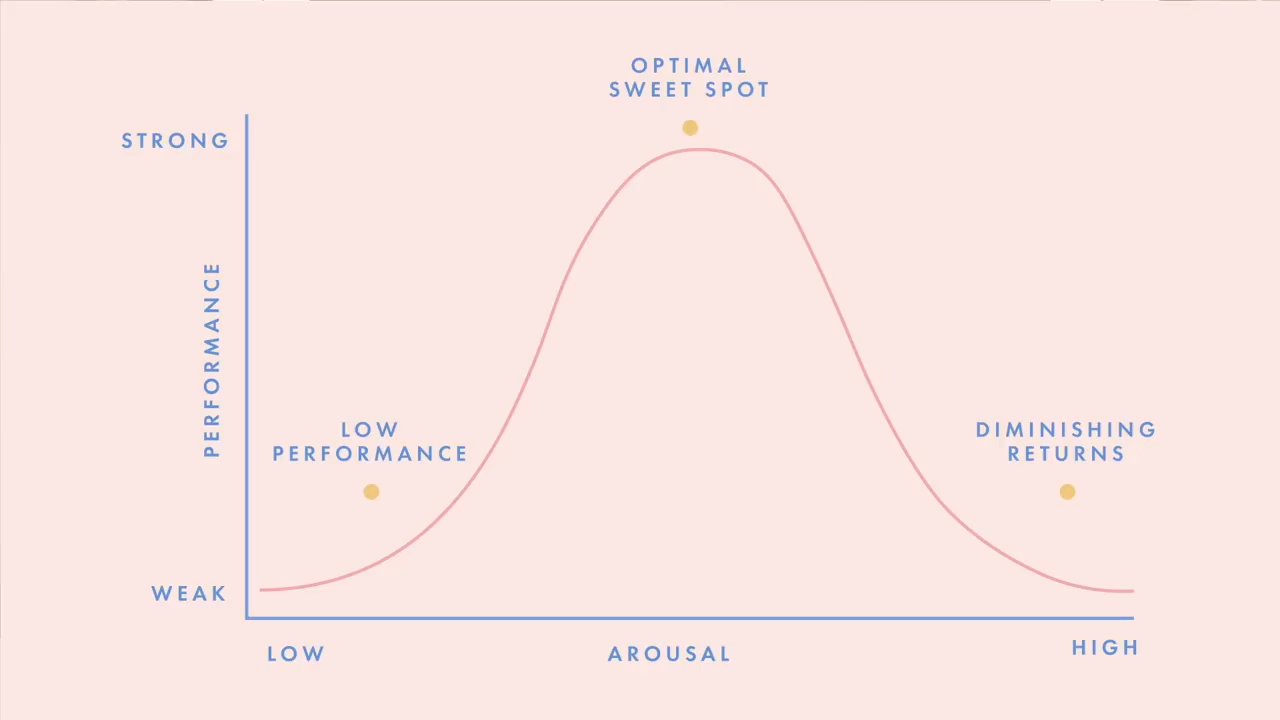 OPTIMAL
SWEET SPOT
STRONG
PERFORMANCE
LOW
PERFORMANCE
DIMINISHING
RETURNS
WEAK
LOW
AROUSAL
HIGH